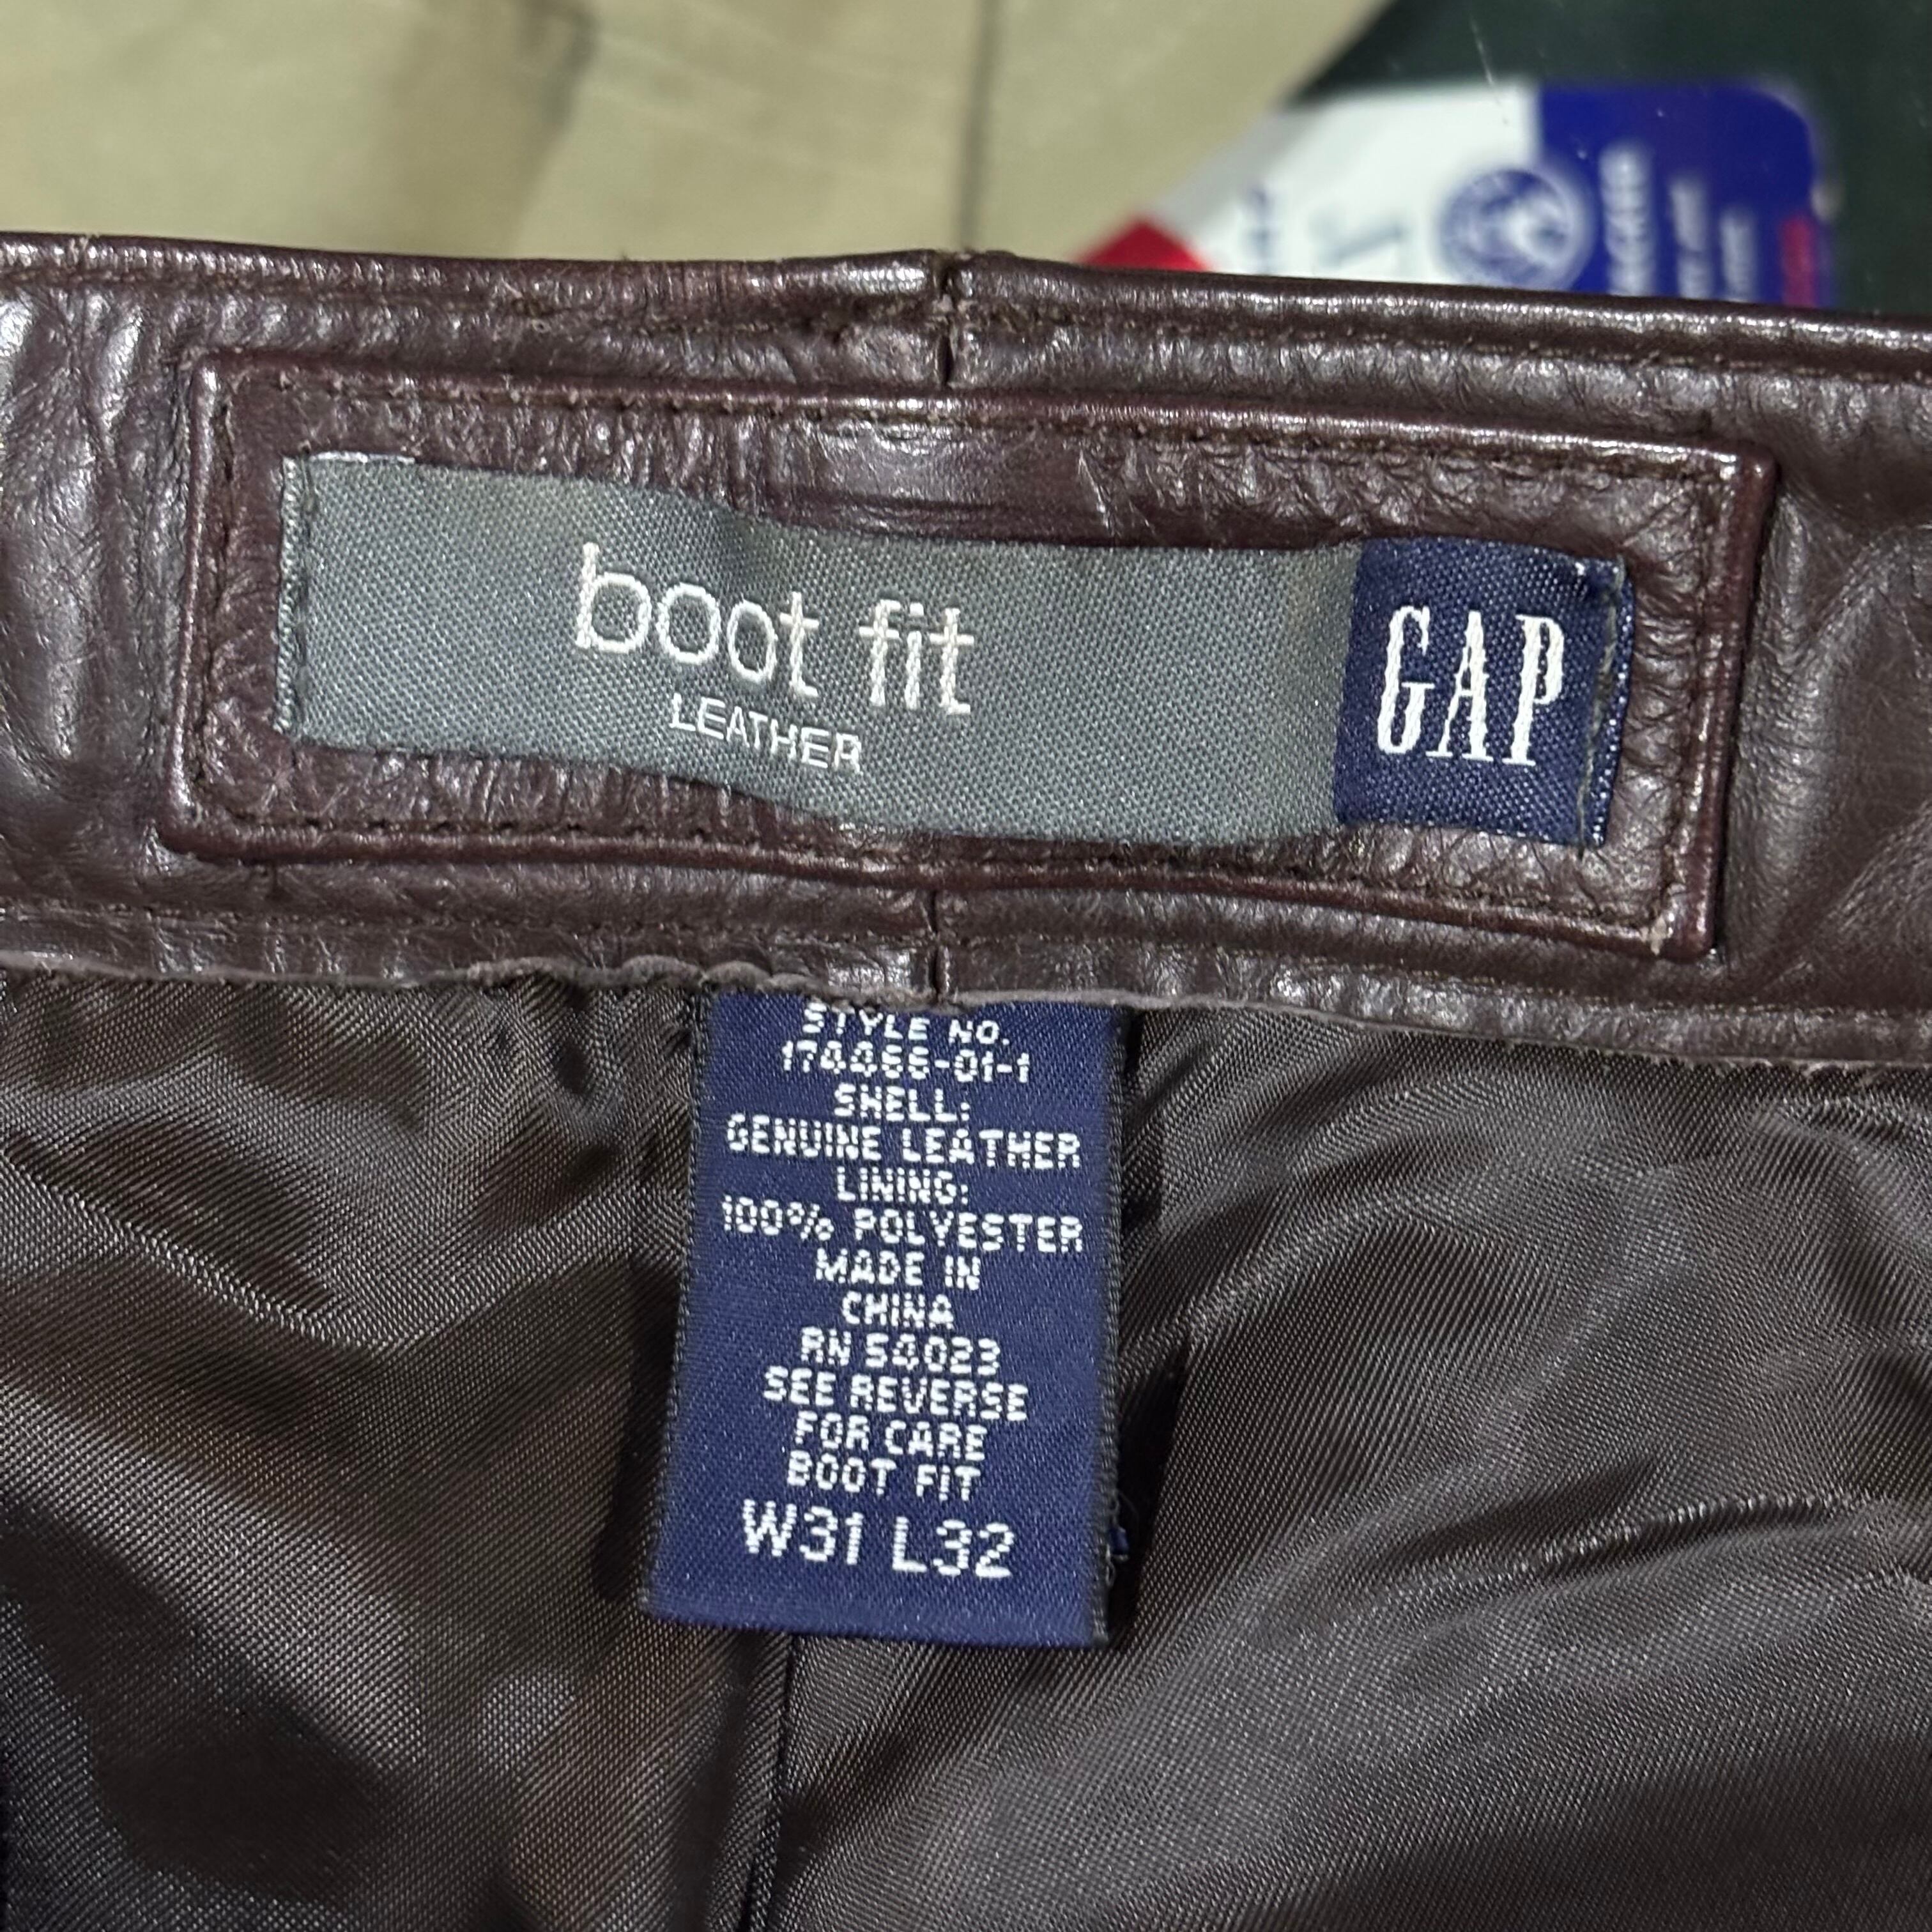 boot fit
LEATHER
GAP
STYLE NO.
174466-01-1
SHELL:
GENUINE LEATHER
LINING:
100% POLYESTER
MADE IN
CHINA
RN 54023
SEE REVERSE
FOR CARE
BOOT FIT
W31 L32